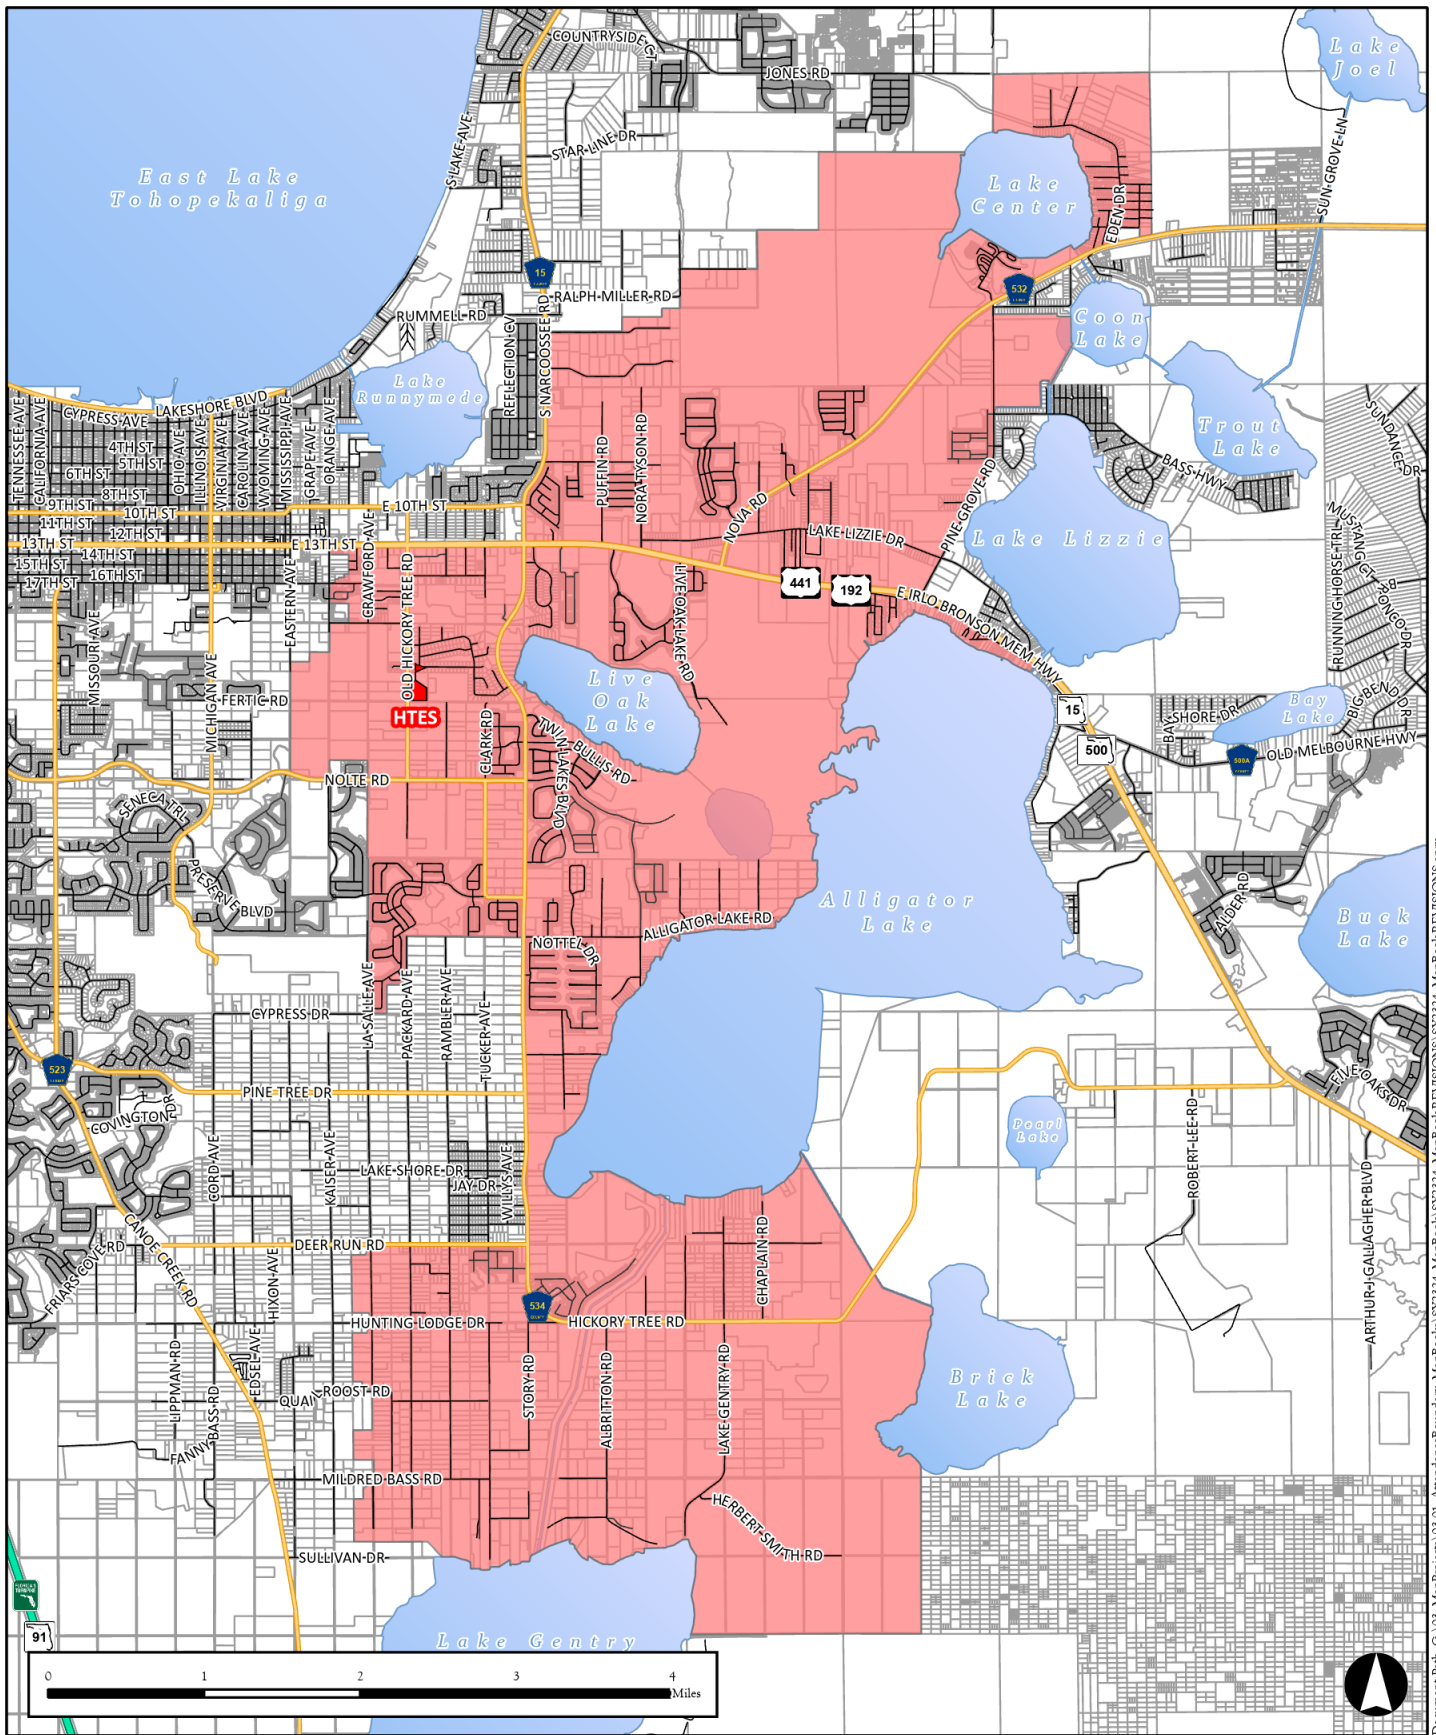 COUNTRYSIDE CT
JONES RD
Lake
Joel
STAR LINE DR
S LAKE AVE
SUN GROVE LN
East Lake
Tohopekaliga
Lake
Center
EDEN DR
15
532
RALPH MILLER RD
RUMMELL RD
REFLECTION CV
S NARCOOSSEE RD
Coon
Lake
Lake
Runnymede
LAKESHORE BLVD
CYPRESS AVE
TENNESSEE AVE
CALIFORNIA AVE
OHIO AVE
ILLINOIS AVE
VIRGINIA AVE
CAROLINA AVE
WYOMING AVE
MISSISSIPPI AVE
GRAPE AVE
ORANGE AVE
4TH ST
5TH ST
6TH ST
8TH ST
9TH ST
10TH ST
11TH ST
12TH ST
13TH ST
14TH ST
15TH ST
16TH ST
17TH ST
E 10TH ST
E 13TH ST
PUFFIN RD
NORA TYSON RD
NOVA RD
LAKE LIZZIE DR
PINE GROVE RD
Trout
Lake
BASS HWY
SUNDANCE DR
MUSTANG CT
BRONCO DR
RUNNING HORSE TRL
Lake Lizzie
441
192
E IRLO BRONSON MEM HWY
EASTERN AVE
CRAWFORD AVE
OLD HICKORY TREE RD
LIVE OAK LAKE RD
MISSOURI AVE
MICHIGAN AVE
FERTIC RD
HTES
Live
Oak
Lake
CLARK RD
TWIN LAKES BLVD
BULLIS RD
NOLTE RD
15
500
BAY SHORE DR
Bay
Lake
BIG BEND DR
500A
OLD MELBOURNE HWY
SENECA TRL
PRESERVE BLVD
Alligator
Lake
ALLIGATOR LAKE RD
NOTTEL DR
ALDER RD
Buck
Lake
LA SALLE AVE
PACKARD AVE
RAMBLER AVE
TUCKER AVE
CYPRESS DR
523
PINE TREE DR
COVINGTON DR
FIVE OAKS DR
Pearl
Lake
ROBERT LEE RD
ARTHUR J GALLAGHER BLVD
CORD AVE
KAISER AVE
LAKE SHORE DR
JAY DR
WILLYS AVE
CANOE CREEK RD
FRIARS COVE RD
DEER RUN RD
HIXON AVE
CHAPLAIN RD
534
HUNTING LODGE DR
HICKORY TREE RD
LIPPMAN RD
EDSEL AVE
FANNY BASS RD
QUAIL ROOST RD
STORY RD
ALBRITTON RD
LAKE GENTRY RD
Brick
Lake
MILDRED BASS RD
HERBERT SMITH RD
SULLIVAN DR
91
Lake Gentry
0 1 2 3 4
Miles